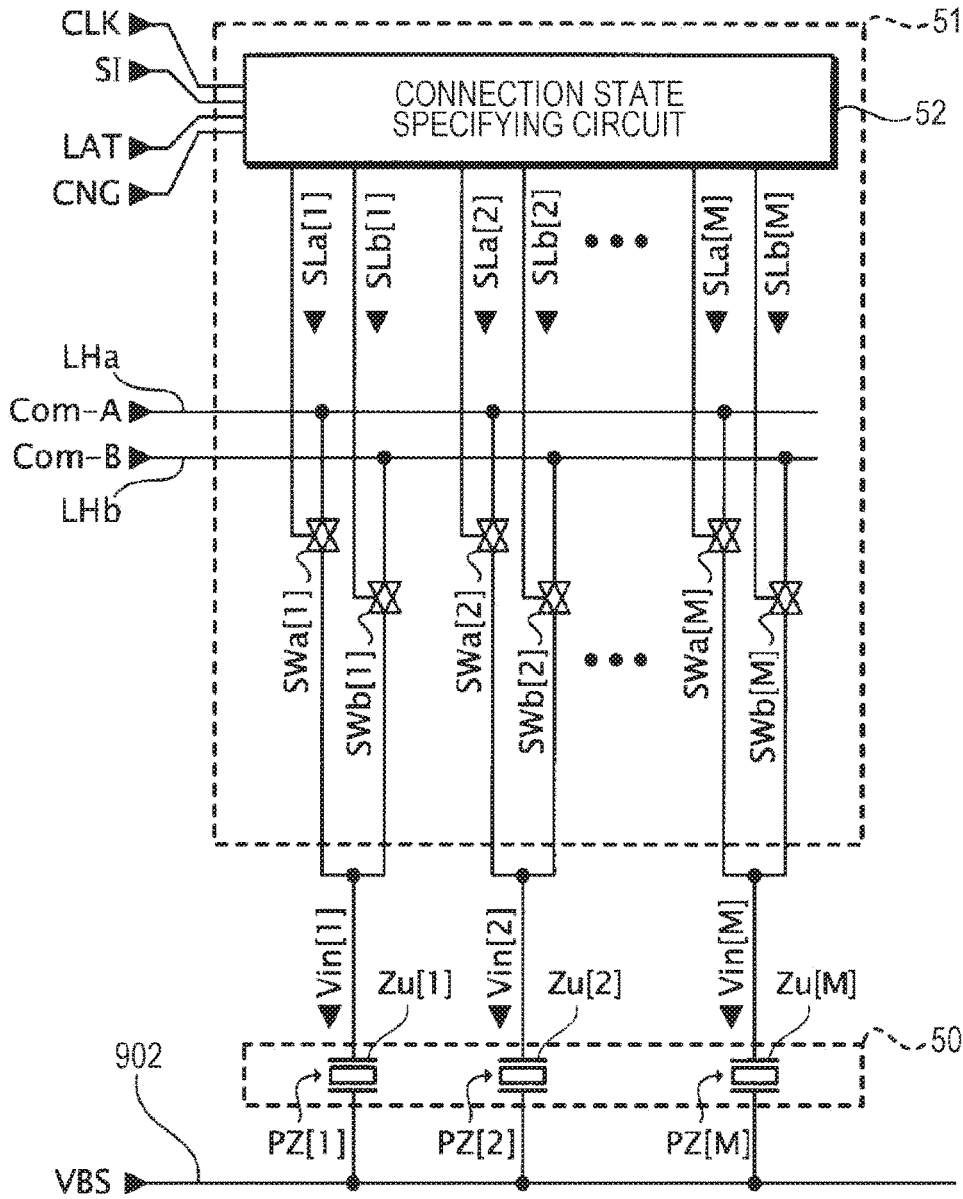 CLK
51
SI
CONNECTION STATE
SPECIFYING CIRCUIT
52
LAT
CNG
SLa[1]
SLb[1]
SLa[2]
SLb[2]
•••
SLa[M]
SLb[M]
LHa
Com-A
Com-B
LHb
SWa[1]
SWb[1]
SWa[2]
SWb[2]
•••
SWa[M]
SWb[M]
Vin[1]
Vin[2]
Vin[M]
Zu[1]
Zu[2]
Zu[M]
50
902
PZ[1]
PZ[2]
PZ[M]
VBS